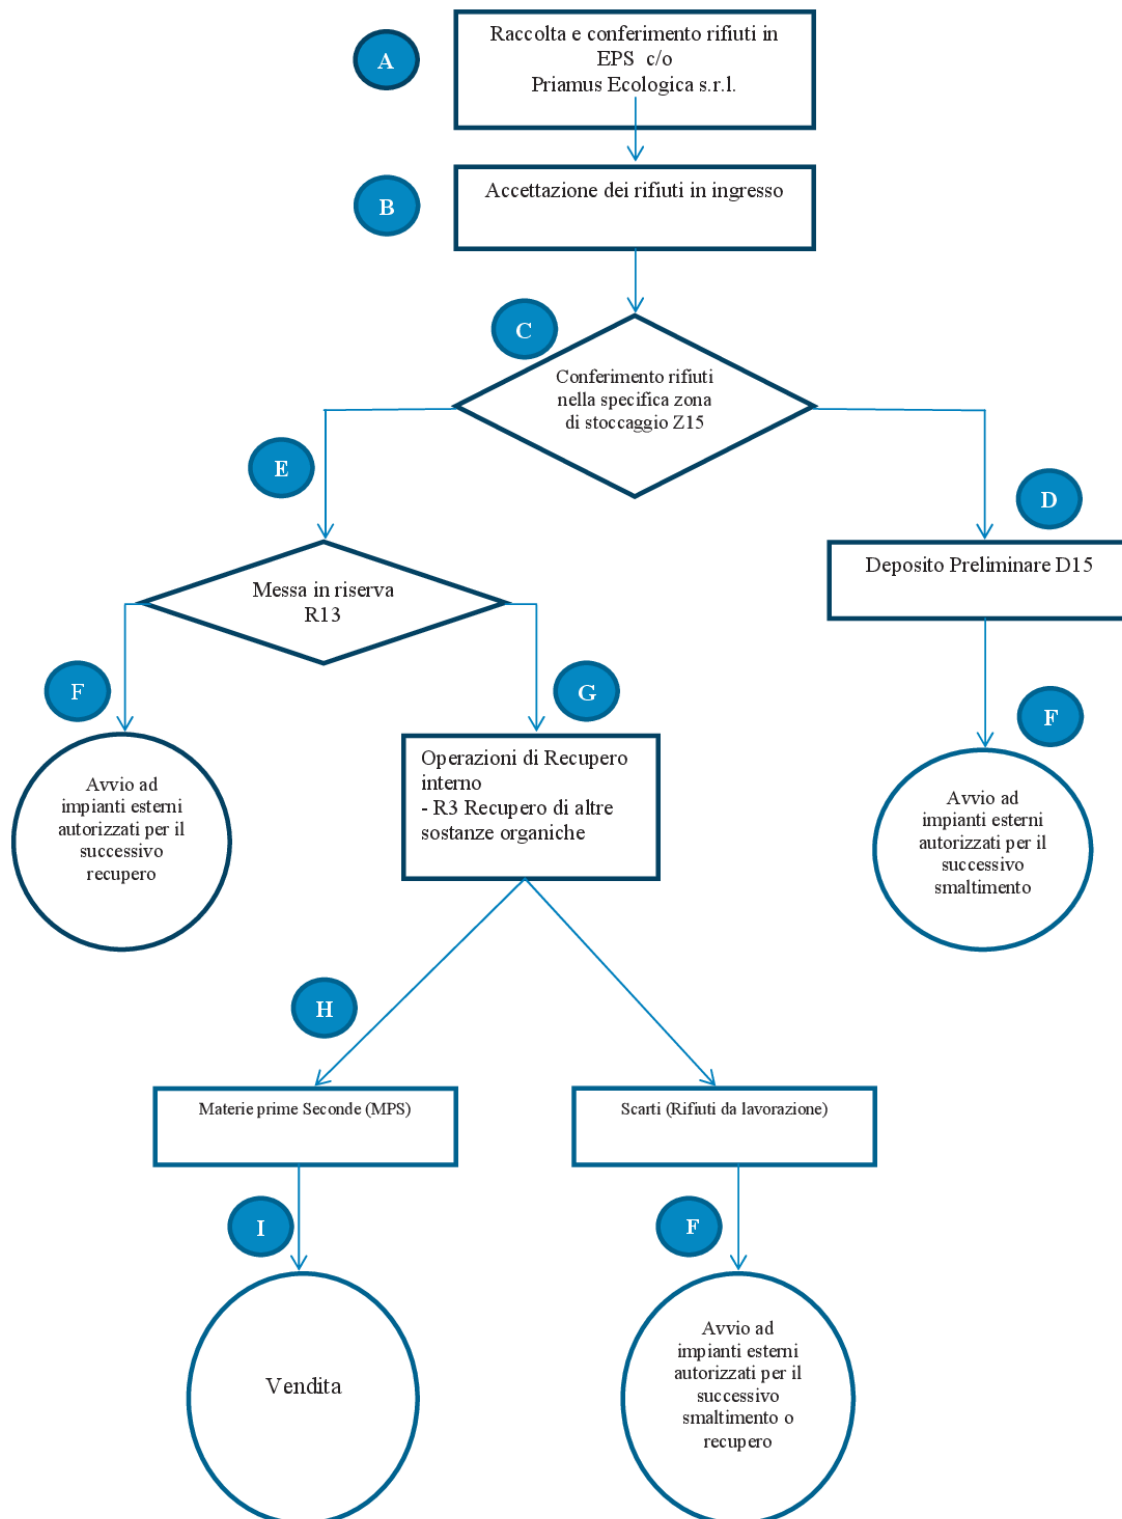 A
Raccolta e conferimento rifiuti in
EPS c/o
Priamus Ecologica s.r.l.
B
Accettazione dei rifiuti in ingresso
C
Conferimento rifiuti
nella specifica zona
di stoccaggio Z15
E
D
Messa in riserva
R13
Deposito Preliminare D15
F
G
F
Avvio ad
impianti esterni
autorizzati per il
successivo
recupero
Operazioni di Recupero
interno
- R3 Recupero di altre
sostanze organiche
Avvio ad
impianti esterni
autorizzati per il
successivo
smaltimento
H
Materie prime Seconde (MPS)
Scarti (Rifiuti da lavorazione)
I
F
Vendita
Avvio ad
impianti esterni
autorizzati per il
successivo
smaltimento o
recupero